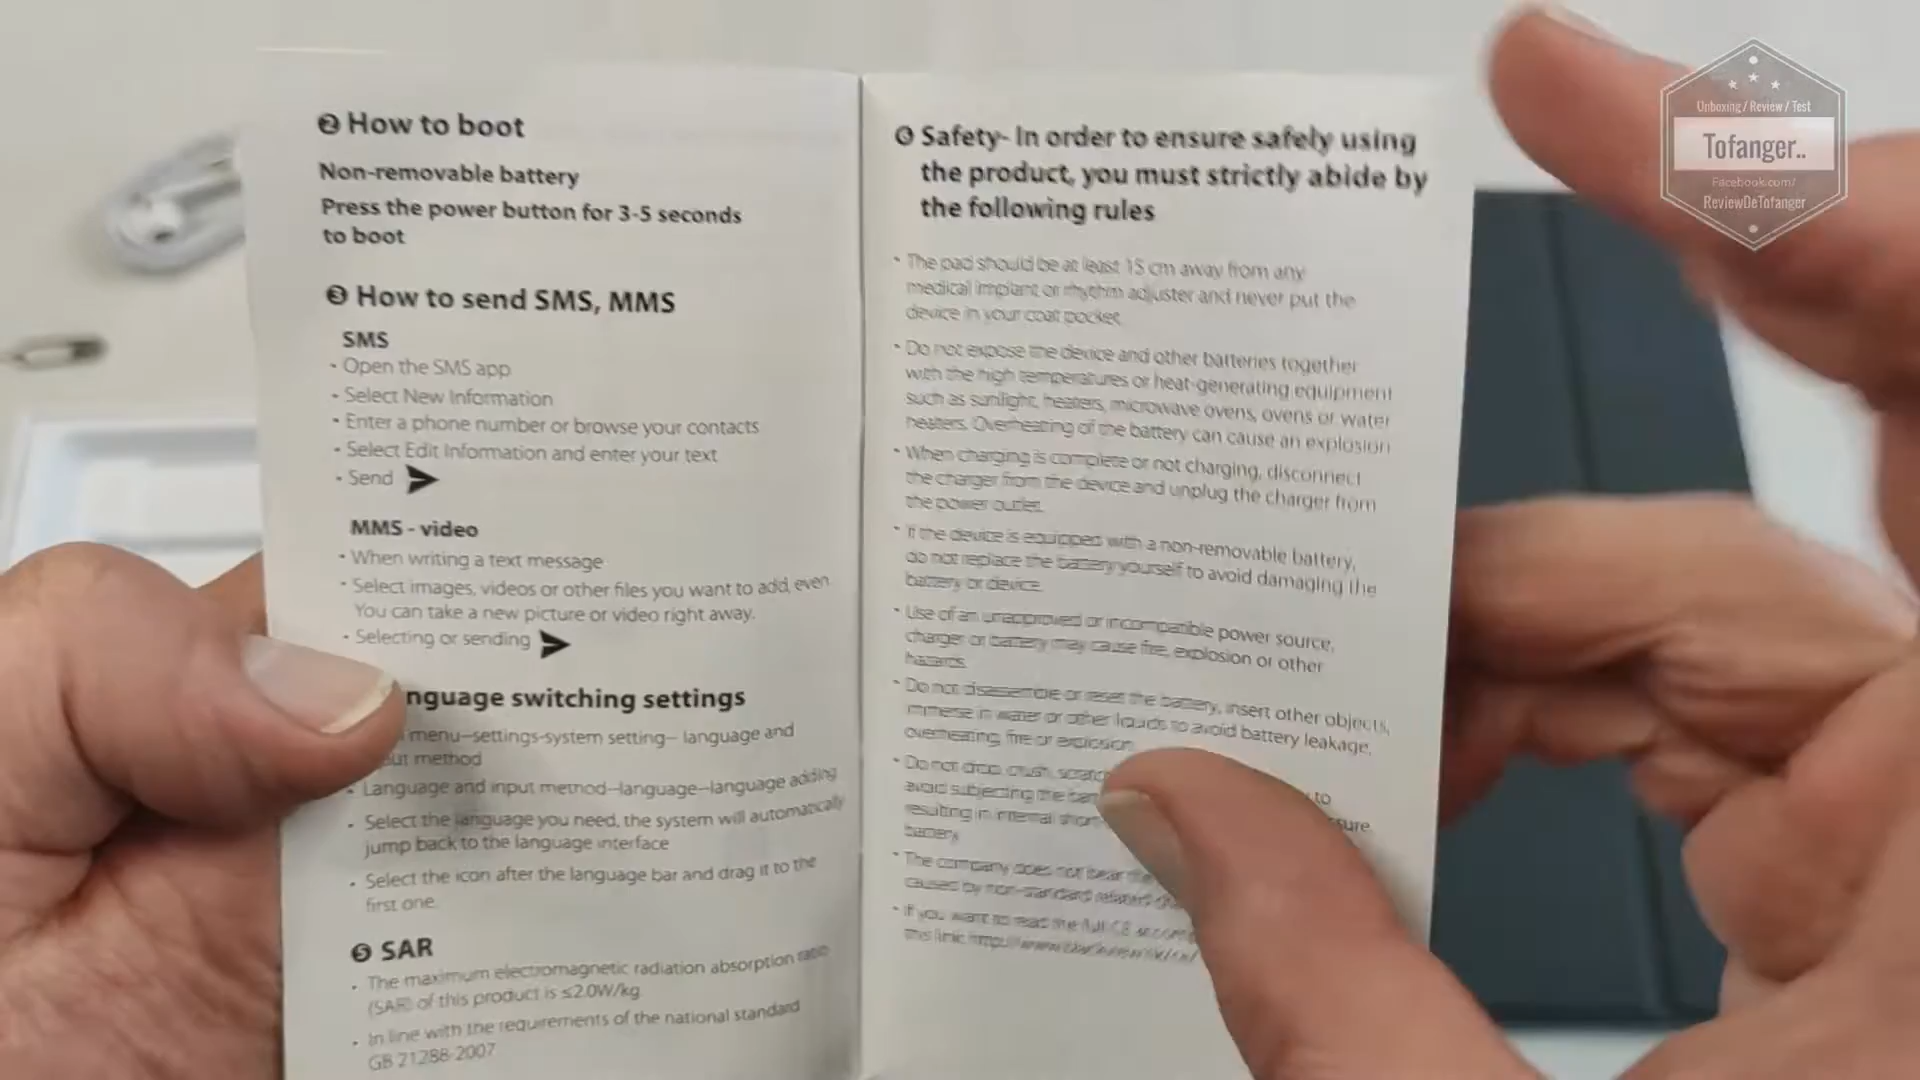 ❷ How to boot
Non-removable battery
Press the power button for 3-5 seconds
to boot
❸ How to send SMS, MMS
SMS
• Open the SMS app
• Select New Information
• Enter a phone number or browse your contacts
• Select Edit Information and enter your text
• Send
MMS - video
• When writing a text message
• Select images, videos or other files you want to add, even
You can take a new picture or video right away.
• Selecting or sending
nguage switching settings
menu—settings-system setting— language and
method
• Language and input method—language—language adding
• Select the language you need, the system will automatically
jump back to the language interface
• Select the icon after the language bar and drag it to the
first one.
❺ SAR
• The maximum electromagnetic radiation absorption ratio
(SAR) of this product is ≤2.0W/kg
• In line with the requirements of the national standard
GB 21288-2007
Safety- In order to ensure safely using
the product, you must strictly abide by
the following rules
• The pad should be at least 15 cm away from any
medical implant or rhythm adjuster and never put the
device in your coat pocket
• Do not expose the device and other batteries together
with the high temperatures or heat-generating equipment
such as sunlight, heaters, microwave ovens, ovens or water
heaters. Overheating of the battery can cause an explosion
• When charging is complete or not charging, disconnect
the charger from the device and unplug the charger from
the power outlet.
• If the device is equipped with a non-removable battery,
do not replace the battery yourself to avoid damaging the
battery or device.
• Use of an unapproved or incompatible power source,
charger or battery may cause fire, explosion or other
hazards.
• Do not disassemble or reset the battery, insert other objects,
immerse in water or other liquids to avoid battery leakage,
overheating, fire or explosion.
• Do not drop, crush, scratch
to
avoid subjecting the
resulting in internal short
battery
• The company does not bear the
caused by non-standard
• If you want to read the full CE
this link:
Unboxing / Review / Test
Tofanger..
Facebook.com/
ReviewDeTofanger